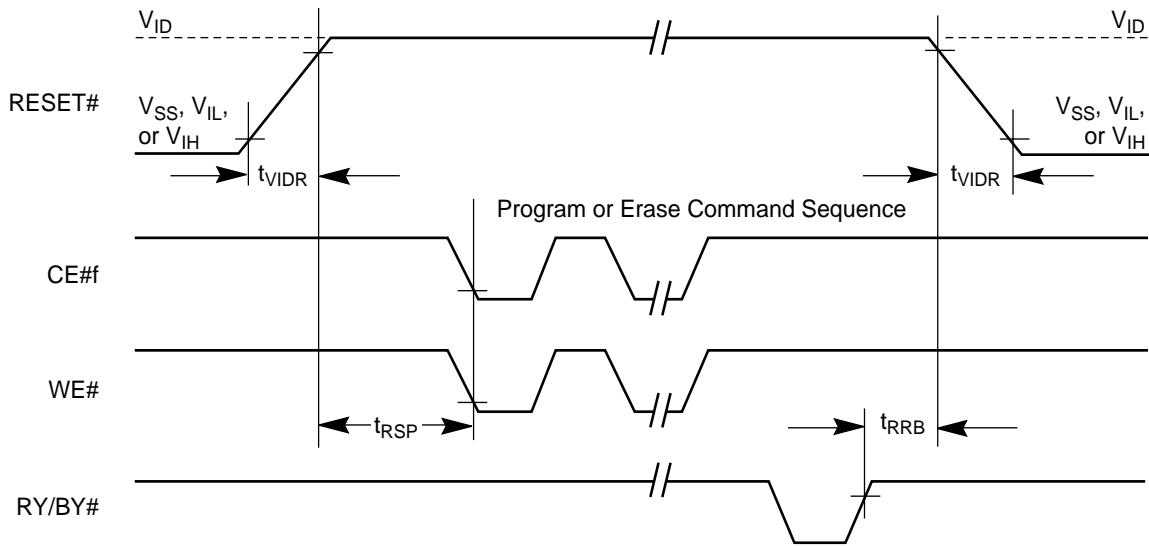 V_ID
V_ID
RESET#
V_SS, V_IL,
or V_IH
V_SS, V_IL,
or V_IH
t_VIDR
t_VIDR
Program or Erase Command Sequence
CE#f
WE#
t_RSP
t_RRB
RY/BY#